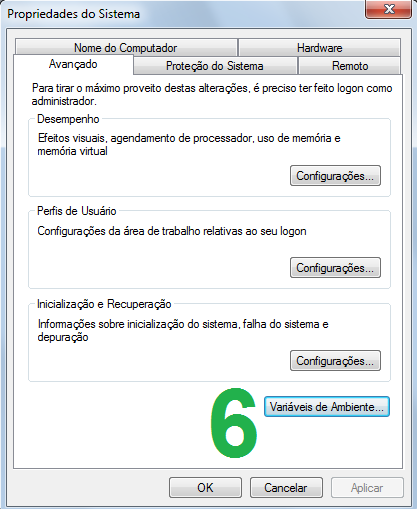 Propriedades do Sistema
Nome do Computador
Hardware
Avançado
Proteção do Sistema
Remoto
Para tirar o máximo proveito destas alterações, é preciso ter feito logon como
administrador.
Desempenho
Efeitos visuais, agendamento de processador, uso de memória e
memória virtual
Configurações...
Perfis de Usuário
Configurações da área de trabalho relativas ao seu logon
Configurações...
Inicialização e Recuperação
Informações sobre inicialização do sistema, falha do sistema e
depuração
Configurações...
6
Variáveis de Ambiente...
OK
Cancelar
Aplicar